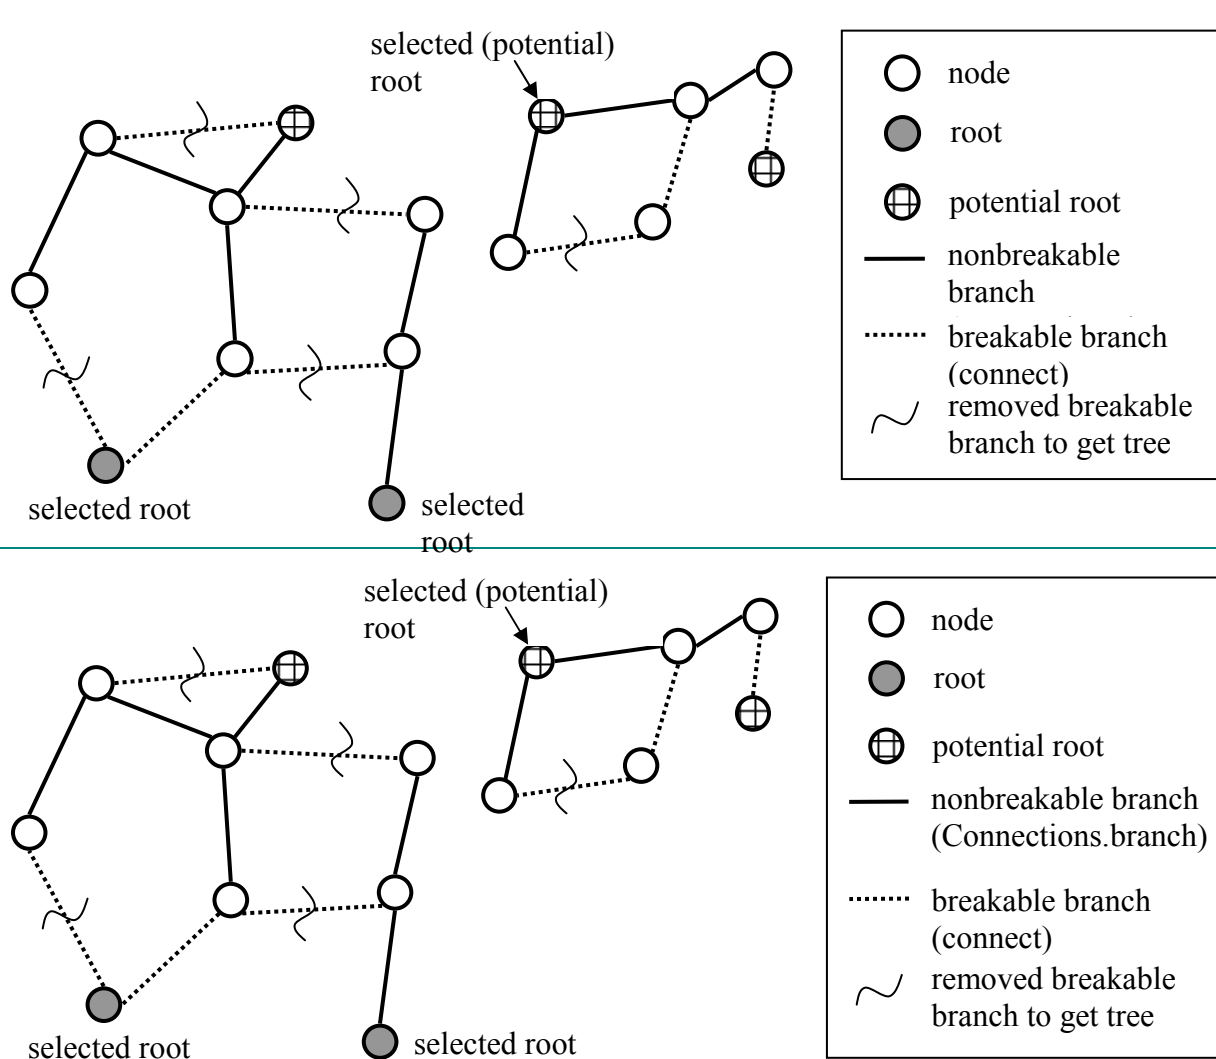 selected (potential)
root
node
root
potential root
nonbreakable
branch
breakable branch
(connect)
removed breakable
branch to get tree
selected root
selected
root
selected (potential)
root
node
root
potential root
nonbreakable branch
(Connections.branch)
breakable branch
(connect)
removed breakable
branch to get tree
selected root
selected root